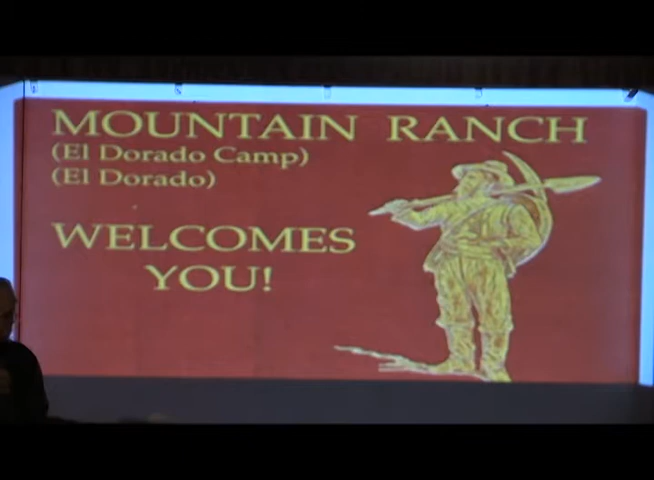 MOUNTAIN RANCH
(El Dorado Camp)
(El Dorado)
WELCOMES
YOU!